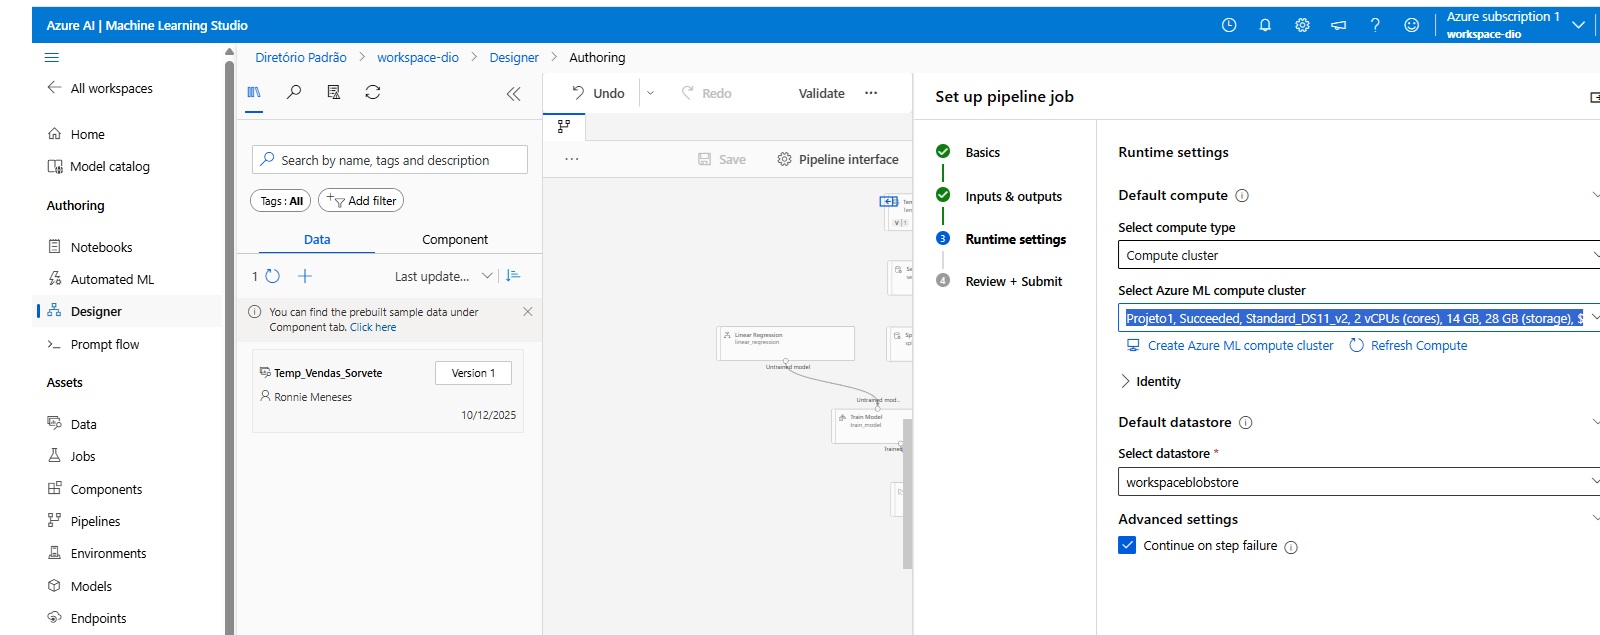 Azure AI | Machine Learning Studio
Azure subscription 1
workspace-dio
All workspaces
Home
Model catalog
Authoring
Notebooks
Automated ML
Designer
Prompt flow
Assets
Data
Jobs
Components
Pipelines
Environments
Models
Endpoints
Diretório Padrão > workspace-dio > Designer > Authoring
Search by name, tags and description
Tags : All
Add filter
Data
Component
1
Last update...
You can find the prebuilt sample data under
Component tab. Click here
Temp_Vendas_Sorvete
Version 1
Ronnie Meneses
10/12/2025
Undo
Redo
Validate
...
...
Save
Pipeline interface
Linear Regression
linear_regression
Untrained model
Untrained mod..
Train Model
train_model
Set up pipeline job
Basics
Inputs & outputs
3
Runtime settings
4
Review + Submit
Runtime settings
Default compute
Select compute type
Compute cluster
Select Azure ML compute cluster
Projeto1, Succeeded, Standard_DS11_v2, 2 vCPUs (cores), 14 GB, 28 GB (storage), $
Create Azure ML compute cluster
Refresh Compute
Identity
Default datastore
Select datastore *
workspaceblobstore
Advanced settings
Continue on step failure